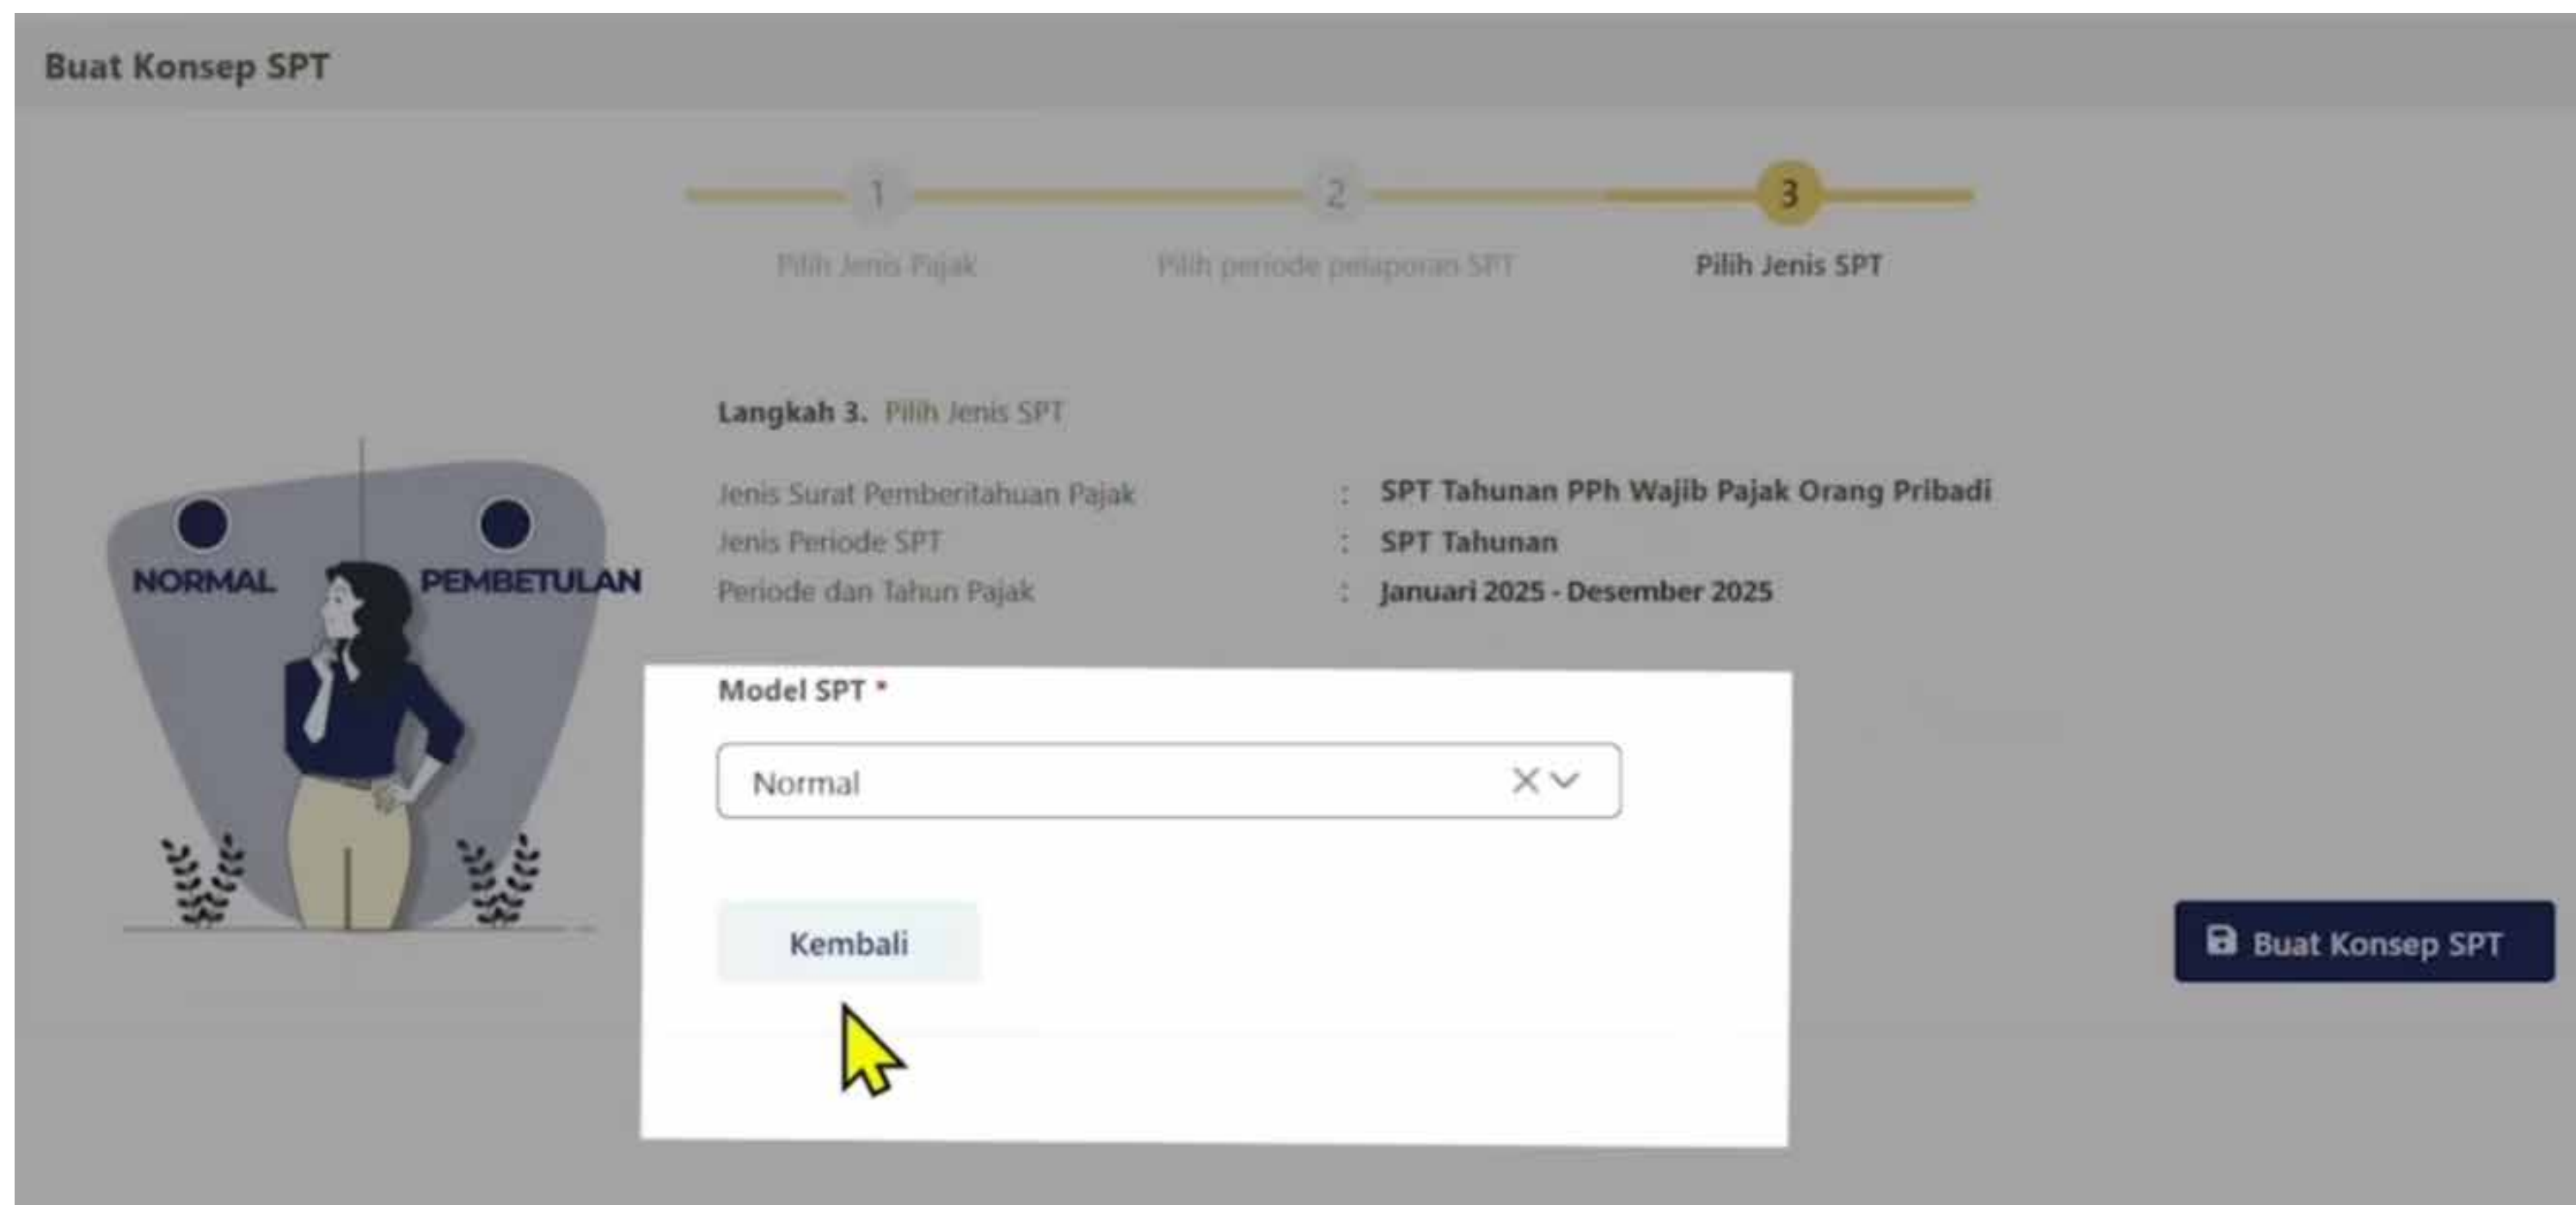 Buat Konsep SPT
1
2
3
Pilih Jenis Pajak
Pilih periode pelaporan SPT
Pilih Jenis SPT
Langkah 3. Pilih Jenis SPT
Jenis Surat Pemberitahuan Pajak : SPT Tahunan PPh Wajib Pajak Orang Pribadi
Jenis Periode SPT : SPT Tahunan
Periode dan Tahun Pajak : Januari 2025 - Desember 2025
NORMAL
PEMBETULAN
Model SPT *
Normal
Kembali
Buat Konsep SPT